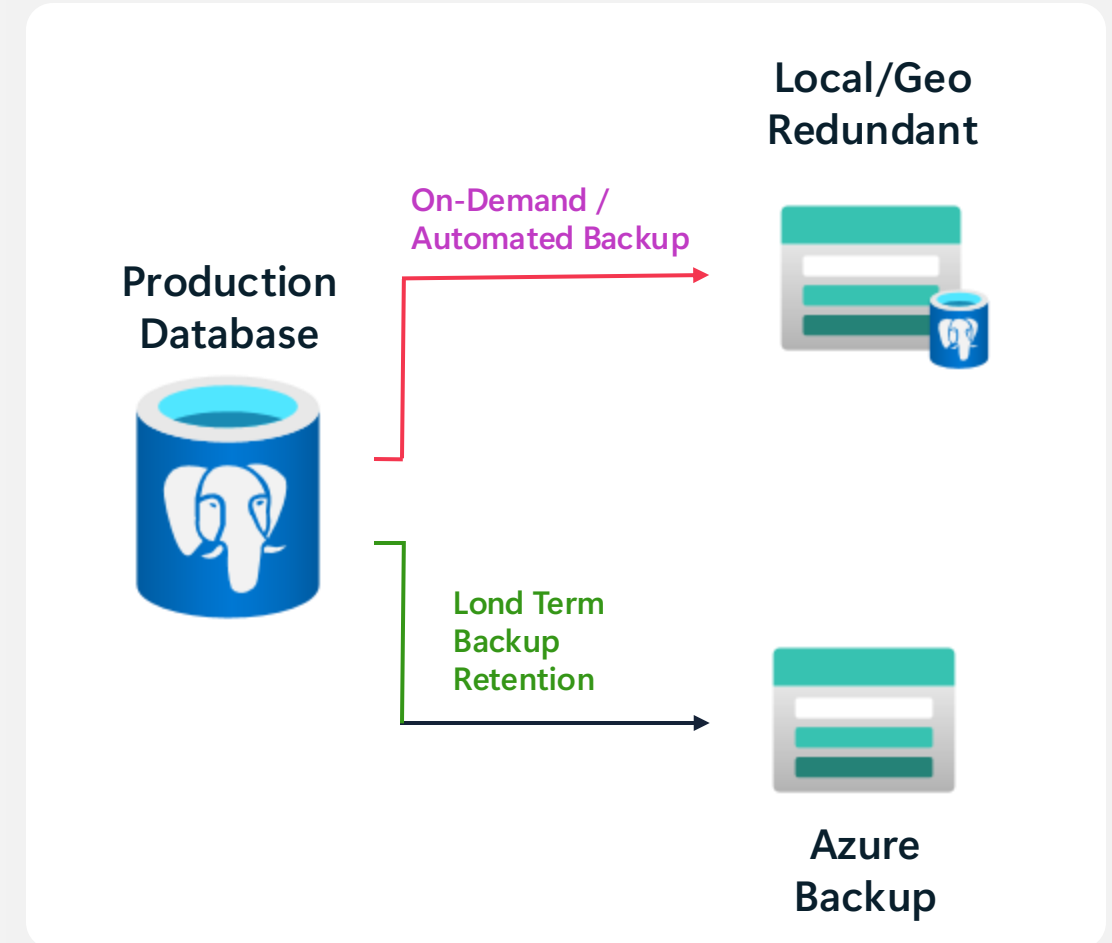 Local/Geo
Redundant
On-Demand /
Automated Backup
Production
Database
Lond Term
Backup
Retention
Azure
Backup